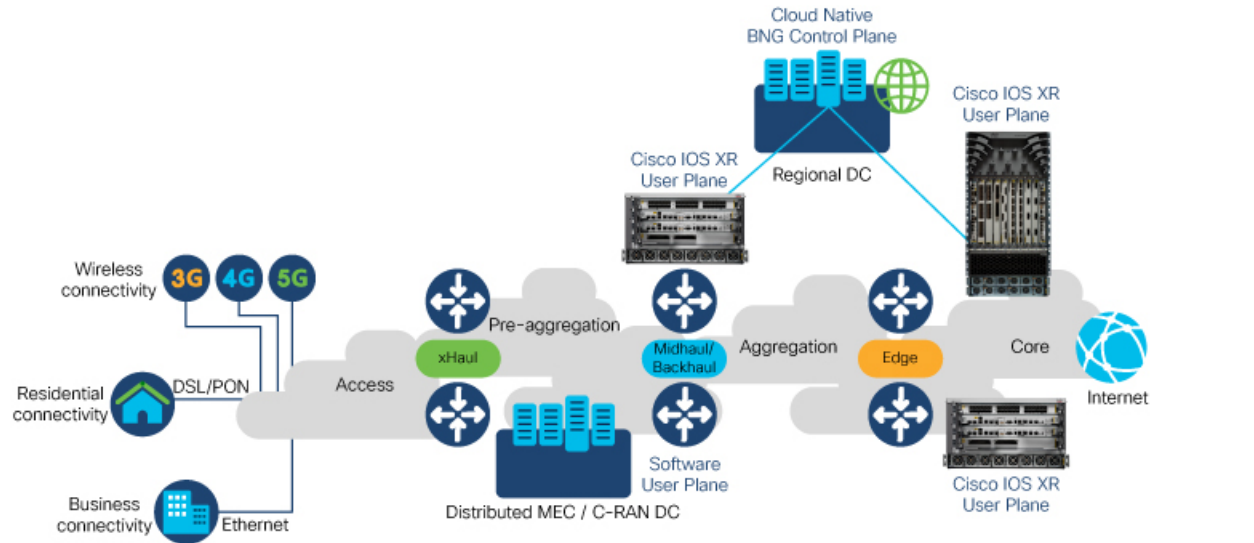 Cloud Native
BNG Control Plane
Cisco IOS XR
User Plane
Cisco IOS XR
User Plane
Regional DC
Wireless
connectivity
3G
4G
5G
Pre-aggregation
xHaul
Midhaul/
Backhaul
Aggregation
Edge
Core
Access
DSL/PON
Residential
connectivity
Internet
Software
User Plane
Cisco IOS XR
User Plane
Business
connectivity
Ethernet
Distributed MEC / C-RAN DC